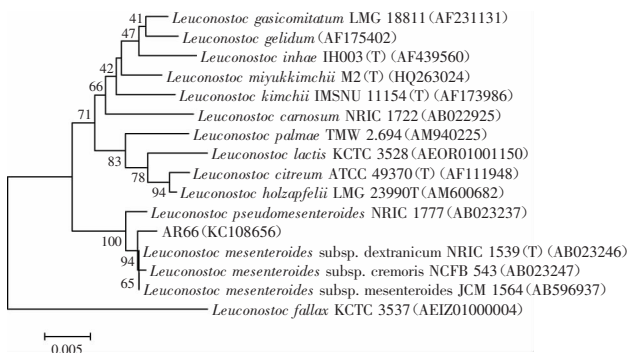 41
Leuconostoc gasicomitatum LMG 18811(AF231131)
47
Leuconostoc gelidum(AF175402)
Leuconostoc inhae IH003(T)(AF439560)
42
Leuconostoc miyukkimchii M2(T)(HQ263024)
66
Leuconostoc kimchii IMSNU 11154(T)(AF173986)
71
Leuconostoc carnosum NRIC 1722(AB022925)
Leuconostoc palmae TMW 2.694(AM940225)
83
Leuconostoc lactis KCTC 3528(AEOR01001150)
78
Leuconostoc citreum ATCC 49370(T)(AF111948)
94
Leuconostoc holzapfelii LMG 23990T(AM600682)
Leuconostoc pseudomesenteroides NRIC 1777(AB023237)
100
AR66(KC108656)
Leuconostoc mesenteroides subsp. dextranicum NRIC 1539(T)(AB023246)
94
Leuconostoc mesenteroides subsp. cremoris NCFB 543(AB023247)
65
Leuconostoc mesenteroides subsp. mesenteroides JCM 1564(AB596937)
Leuconostoc fallax KCTC 3537(AEIZ01000004)
0.005